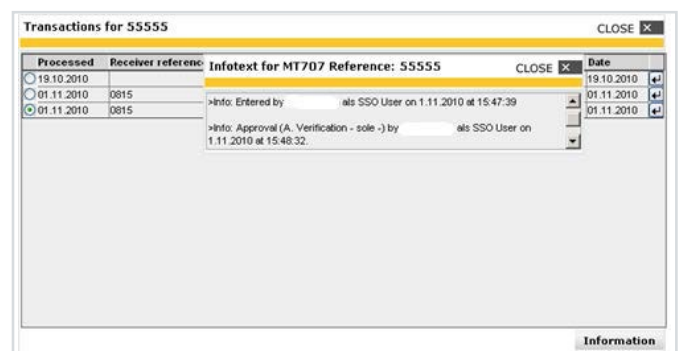 Transactions for 55555 CLOSE X
Processed Receiver referenc Date
19.10.2010 19.10.2010
01.11.2010 0815 01.11.2010
01.11.2010 0815 01.11.2010
Infotext for MT707 Reference: 55555 CLOSE X
>Info: Entered by als SSO User on 1.11.2010 at 15:47:39
>Info: Approval (A. Verification - sole -) by als SSO User on
1.11.2010 at 15:48:32.
Information